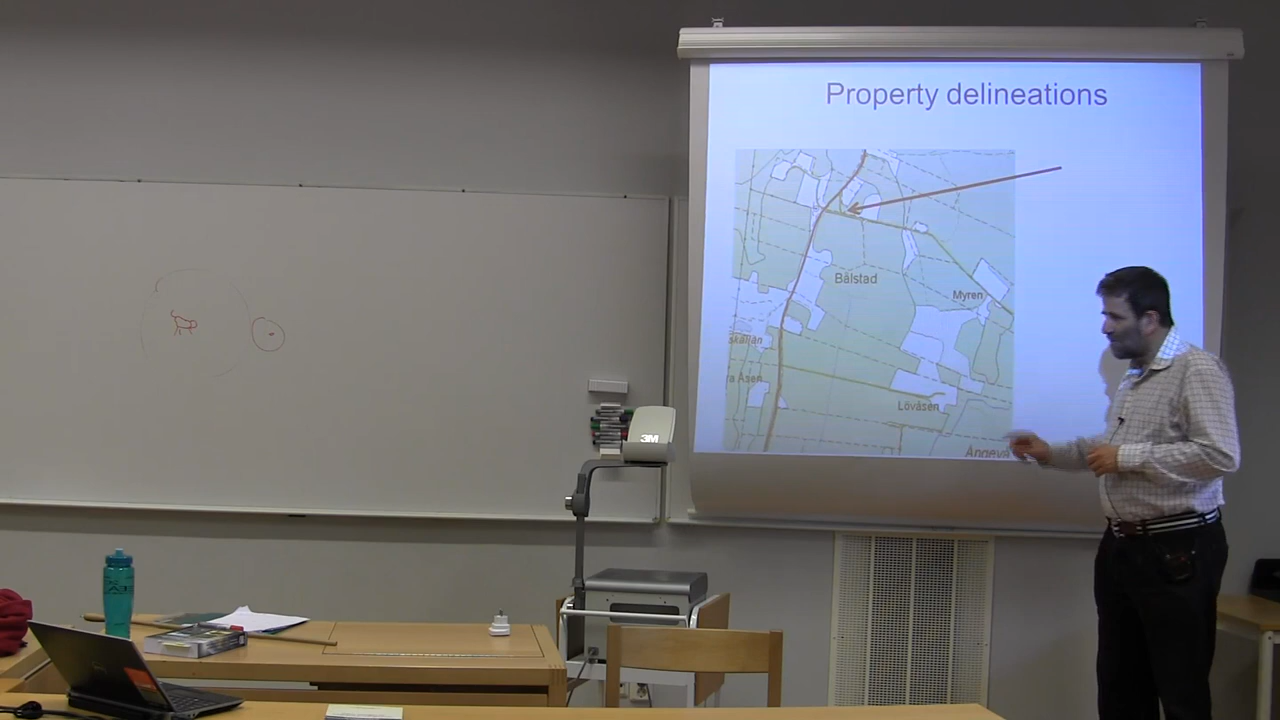 Property delineations
Bålstad
Myren
Lövåsen
3M